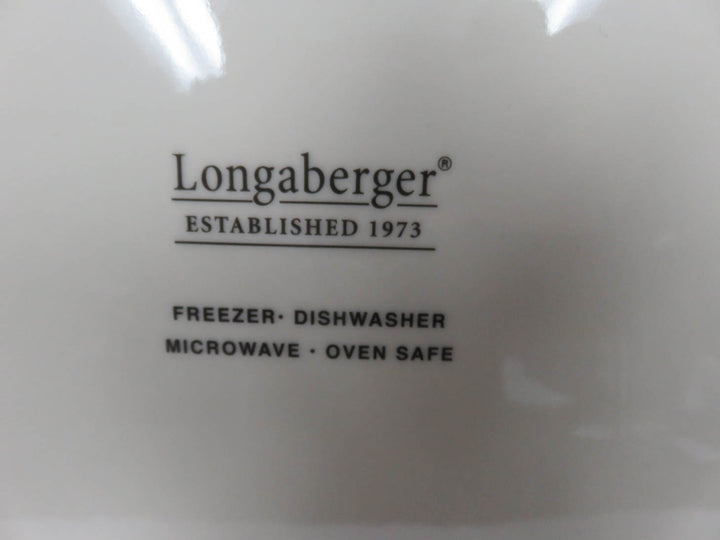 Longaberger®
ESTABLISHED 1973
FREEZER· DISHWASHER
MICROWAVE · OVEN SAFE